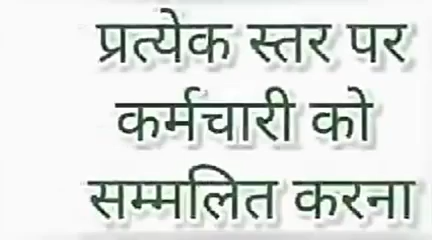 प्रत्येक स्तर पर
कर्मचारी को
सम्मलित करना